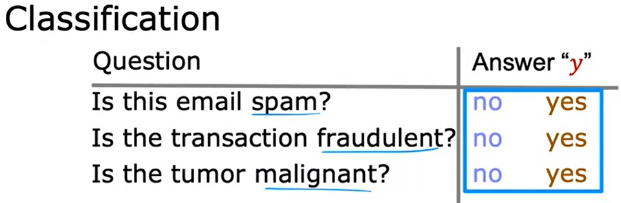 Classification
Question Answer “y”
Is this email spam? no yes
Is the transaction fraudulent? no yes
Is the tumor malignant? no yes